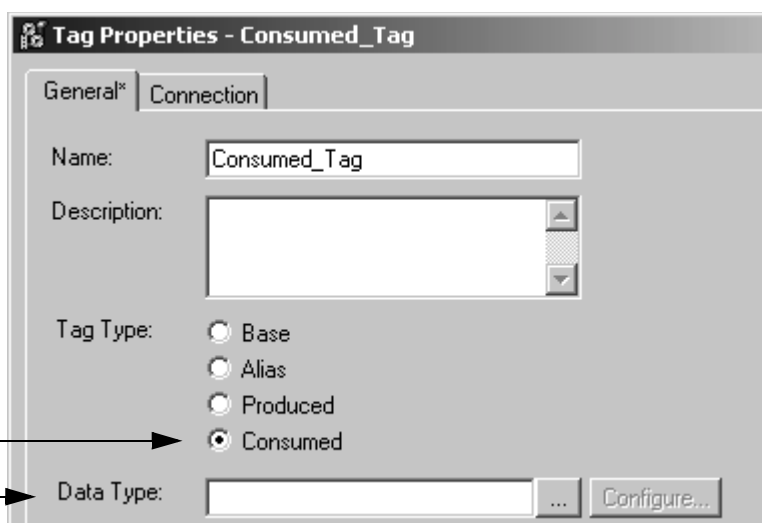 Tag Properties - Consumed_Tag
General* Connection
Name: Consumed_Tag
Description:
Tag Type: Base
Alias
Produced
Consumed
Data Type: ... Configure...